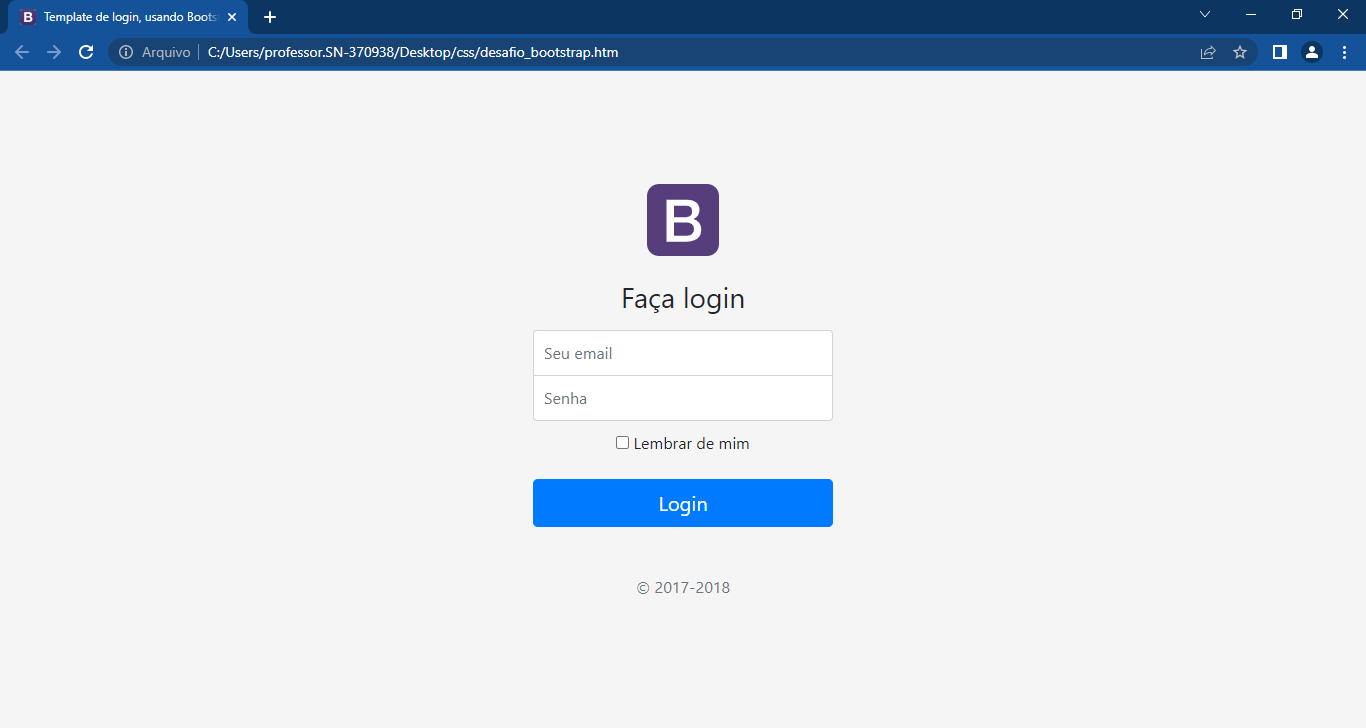 B Template de login, usando Boots
Arquivo C:/Users/professor.SN-370938/Desktop/css/desafio_bootstrap.htm
B
Faça login
Seu email
Senha
Lembrar de mim
Login
© 2017-2018